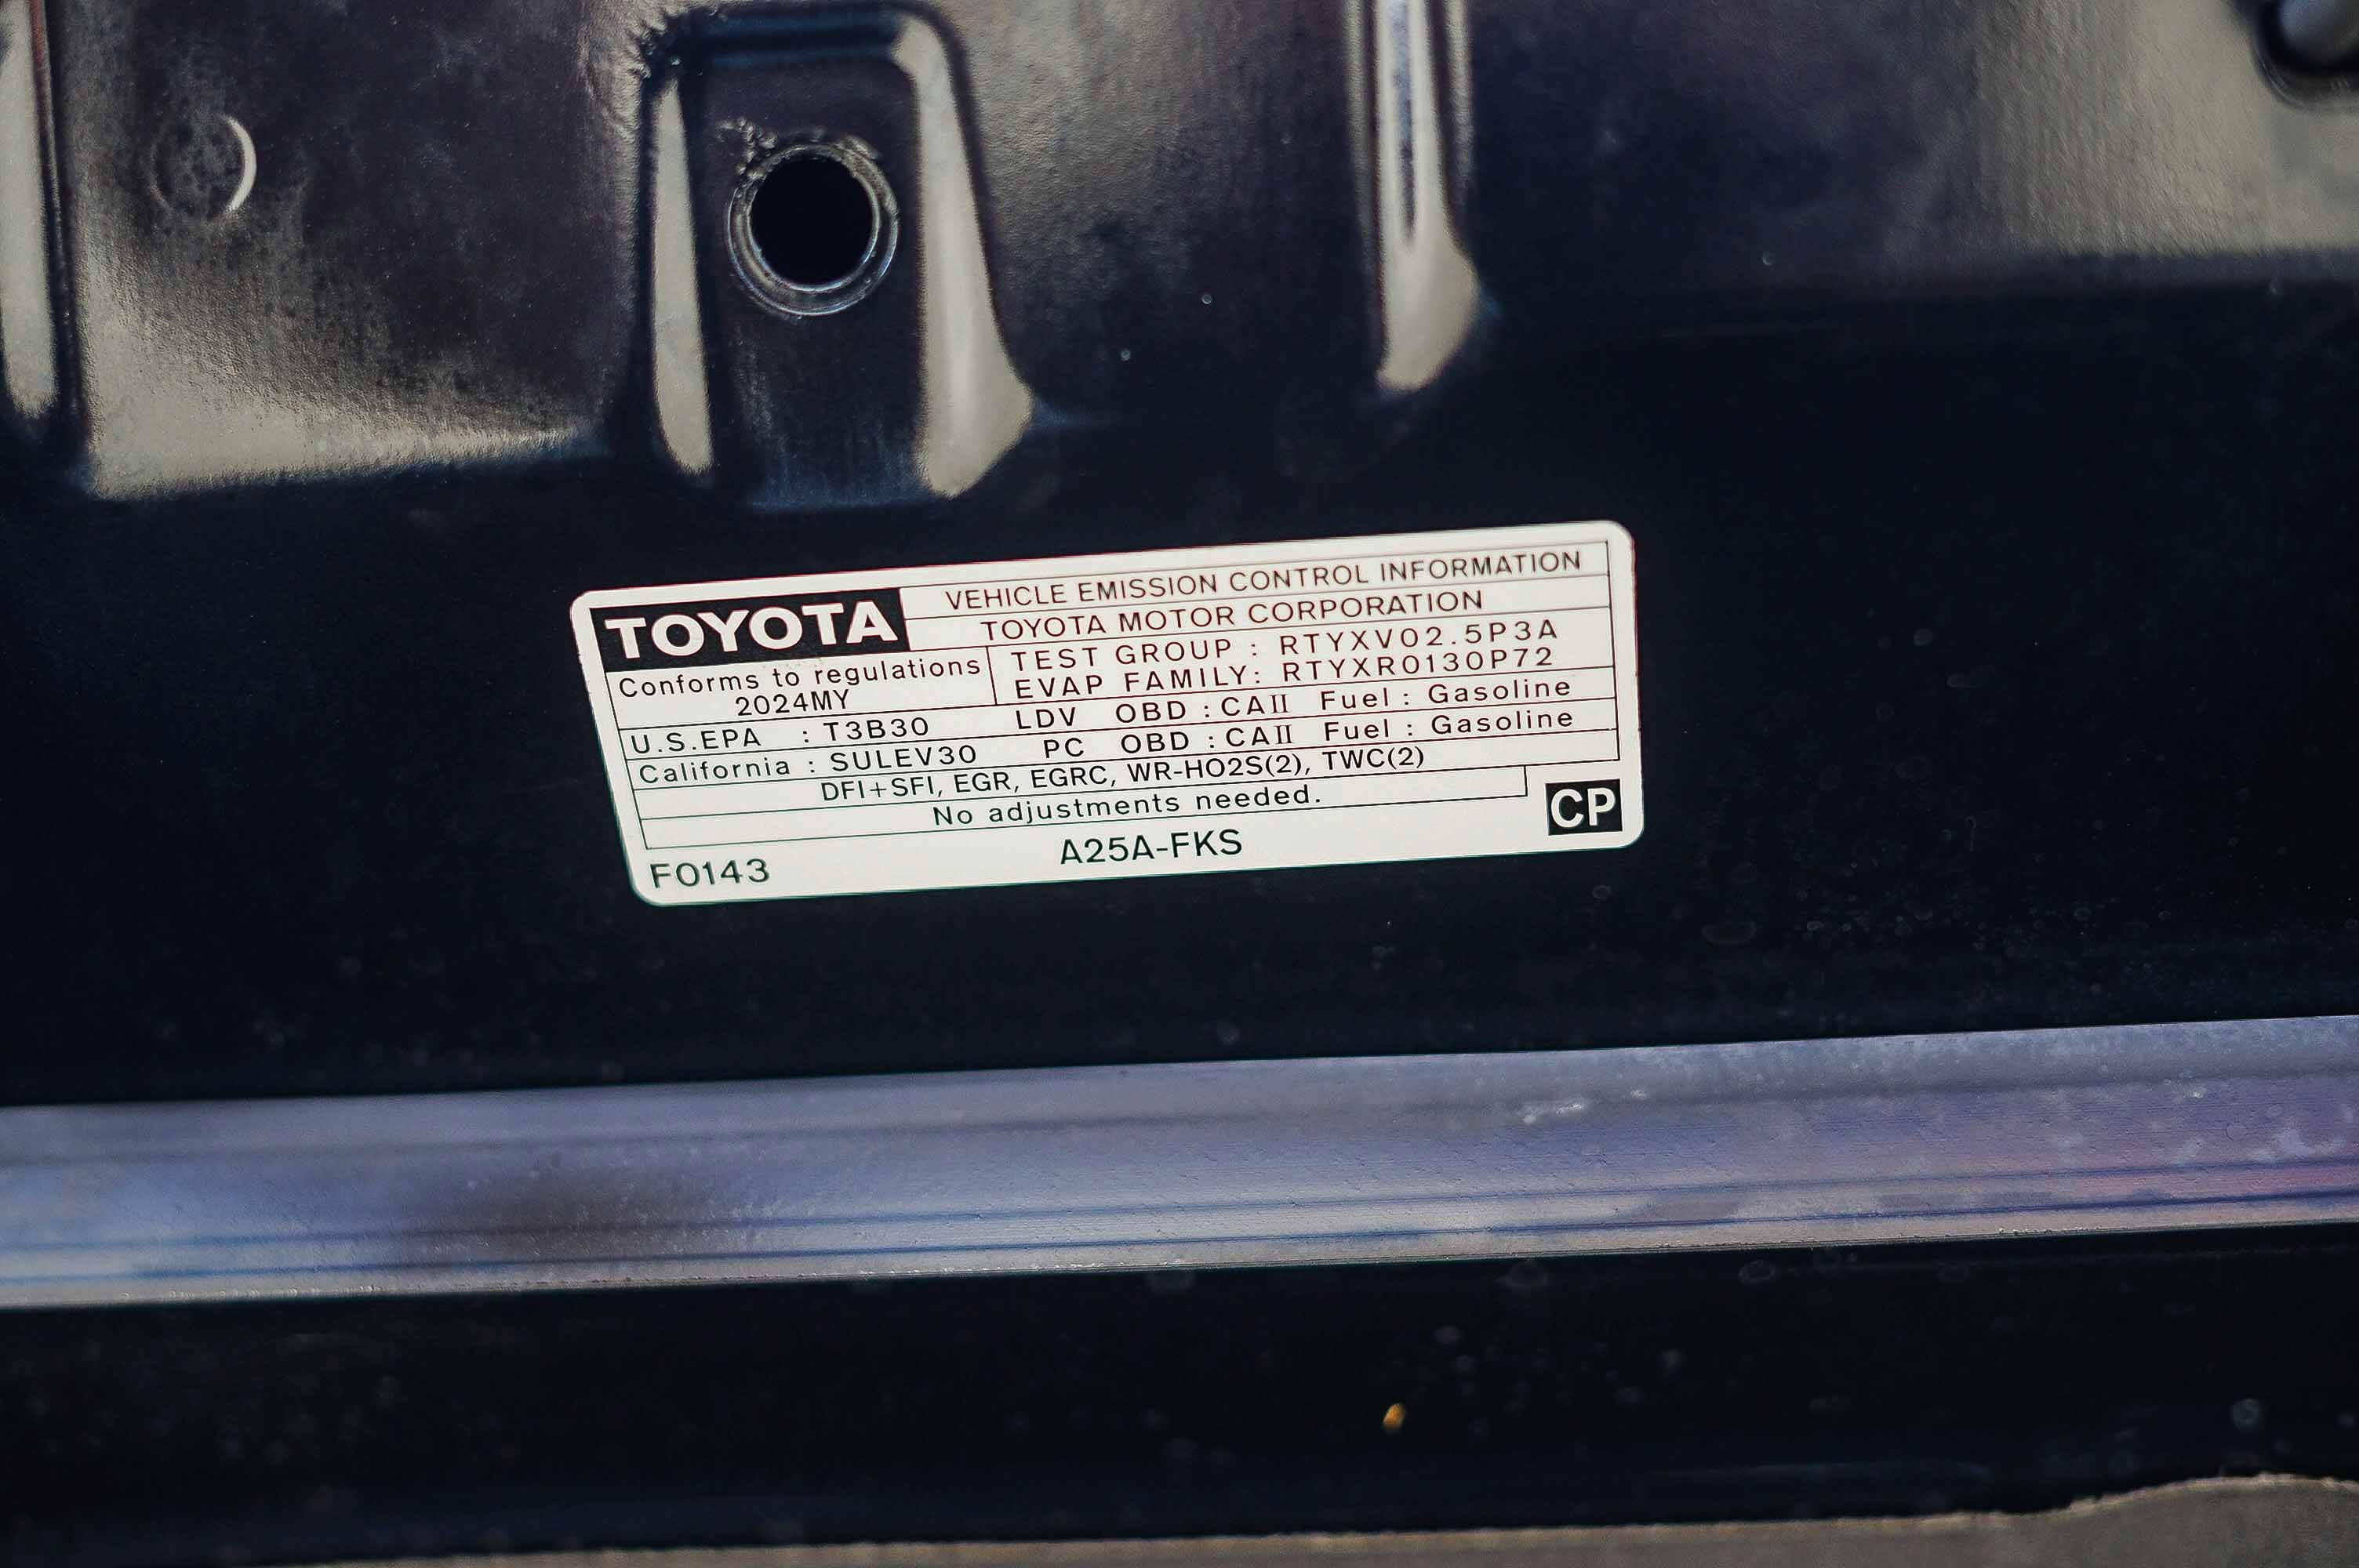 TOYOTA
VEHICLE EMISSION CONTROL INFORMATION
TOYOTA MOTOR CORPORATION
Conforms to regulations
2024MY
TEST GROUP : RTYXV02.5P3A
EVAP FAMILY: RTYXR0130P72
U.S.EPA : T3B30 LDV OBD : CAII Fuel : Gasoline
California : SULEV30 PC OBD : CAII Fuel : Gasoline
DFI+SFI, EGR, EGRC, WR-HO2S(2), TWC(2)
No adjustments needed.
F0143 A25A-FKS CP